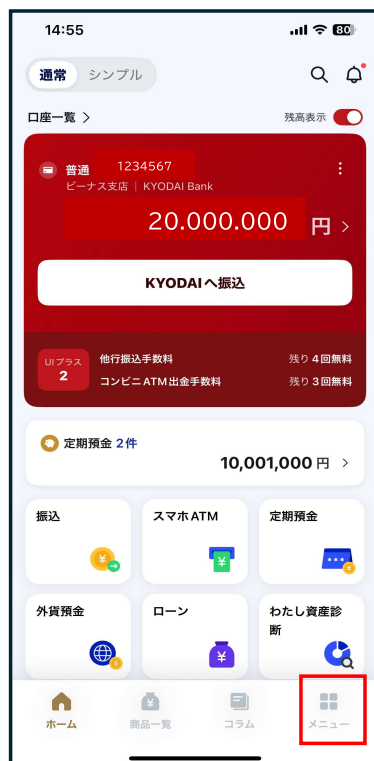 14:55 80
通常 シンプル
口座一覧 > 残高表示
普通 1234567
ビーナス支店 | KYODAI Bank
20.000.000 円 >
KYODAIへ振込
UIプラス
2
他行振込手数料 残り4回無料
コンビニATM出金手数料 残り3回無料
定期預金 2件
10,001,000 円 >
振込 スマホATM 定期預金
外貨預金 ローン わたし資産診
断
ホーム 商品一覧 コラム メニュー